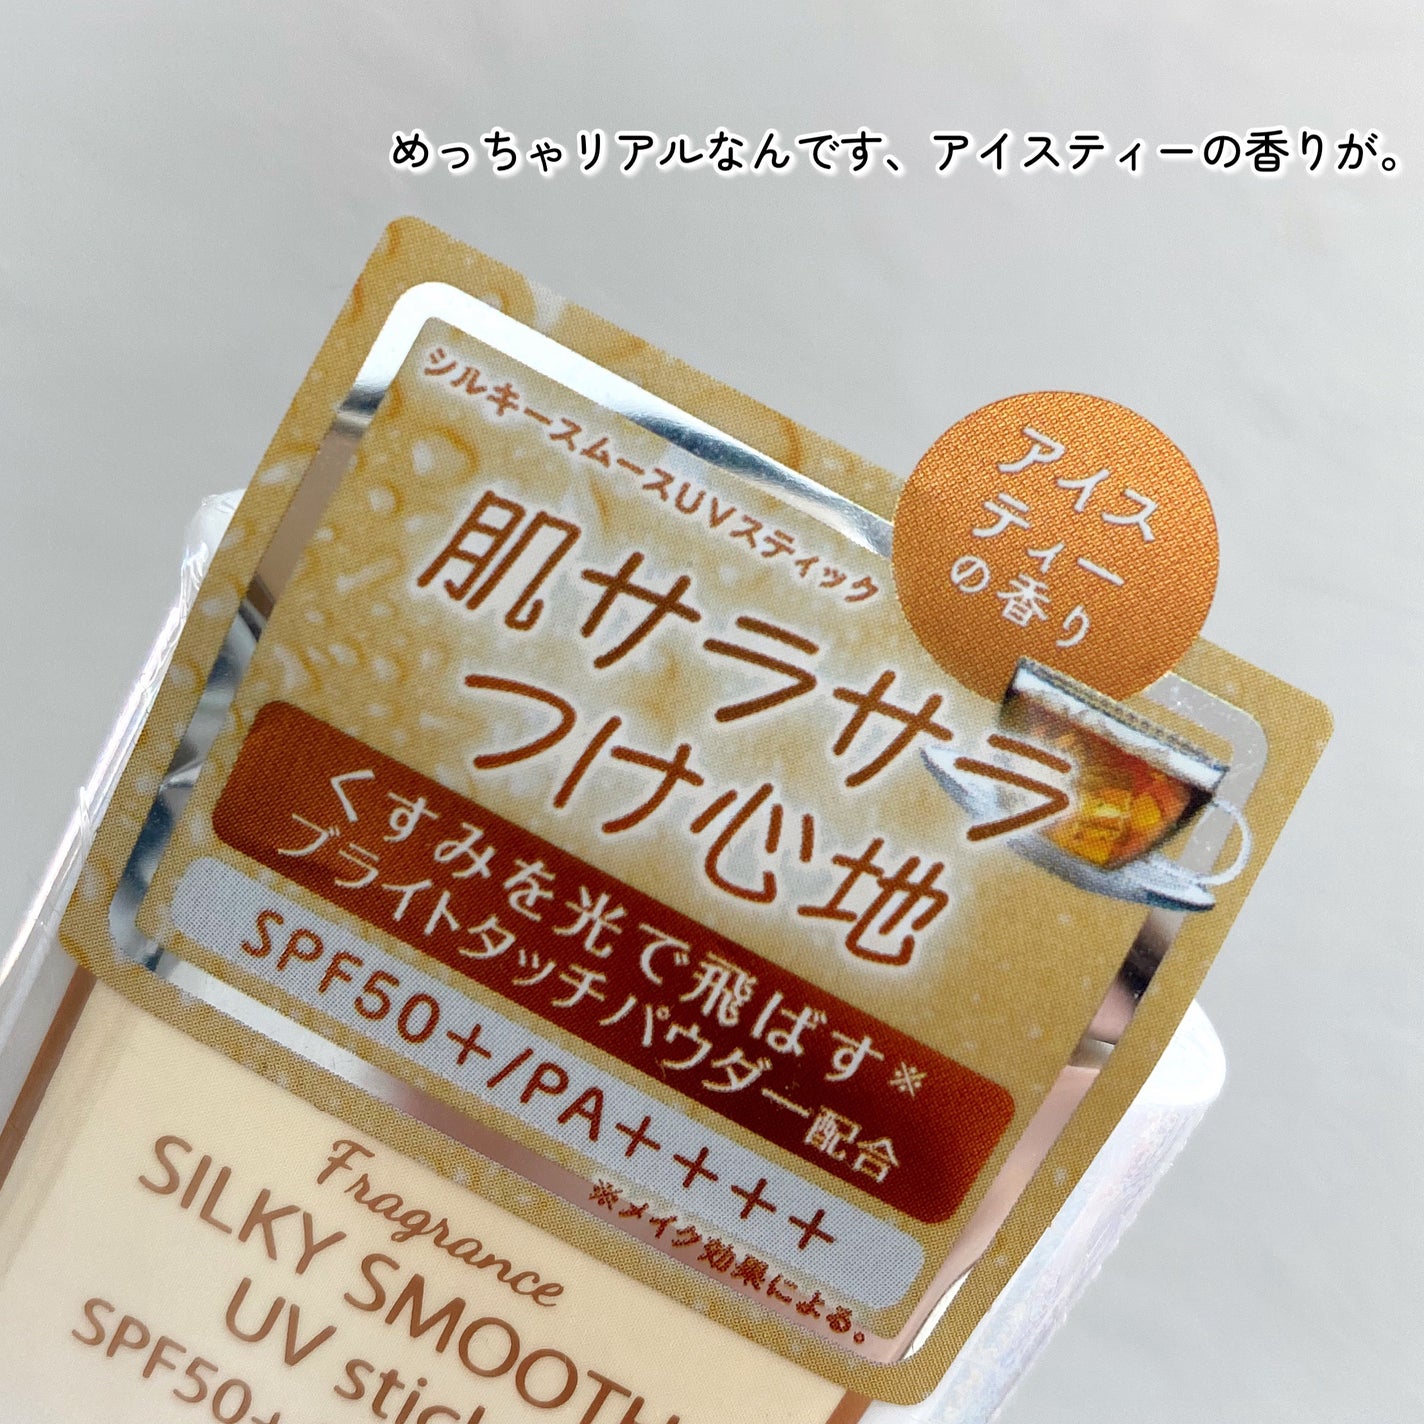 めっちゃリアルなんです、アイスティーの香りが。
シルキースムースUVスティック
アイス
ティー
の香り
肌サラサラ
つけ心地
くすみを光で飛ばす※
ブライトタッチパウダー配合
SPF50+/PA++++
※メイク効果による。
Fragrance
SILKY SMOOTH
UV stick
SPF50+